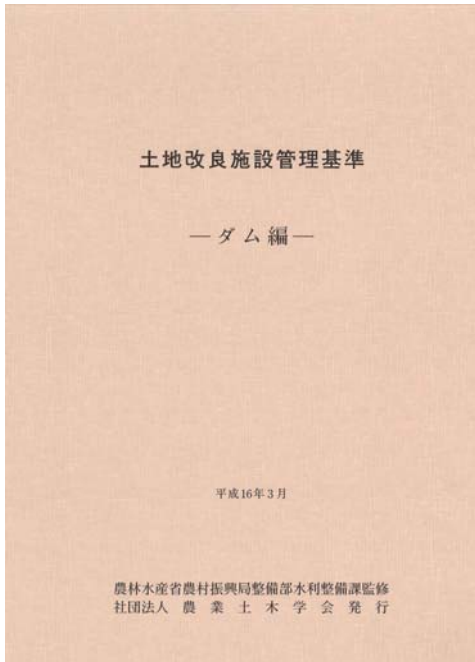 土地改良施設管理基準
―ダム編―
平成16年3月
農林水産省農村振興局整備部水利整備課監修
社団法人 農業土木学会発行